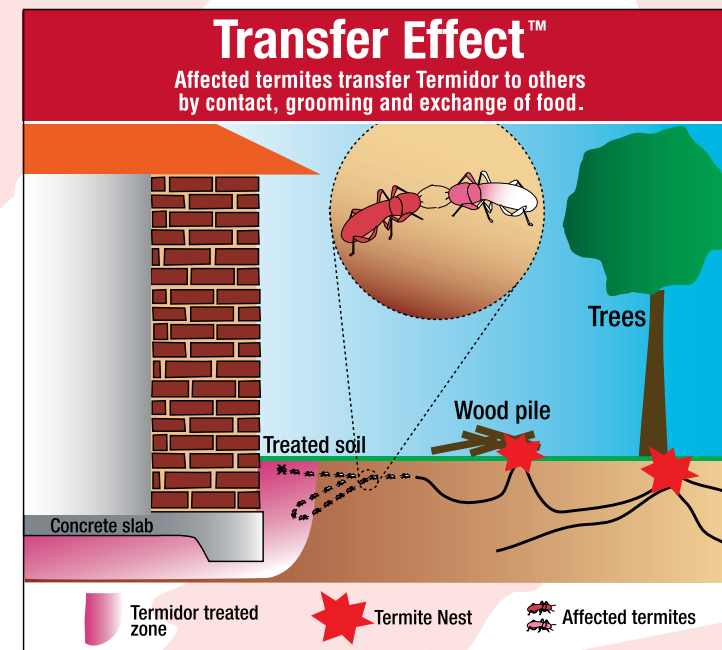 Transfer Effect™
Affected termites transfer Termidor to others
by contact, grooming and exchange of food.
Trees
Wood pile
Treated soil
Concrete slab
Termidor treated
zone
Termite Nest
Affected termites